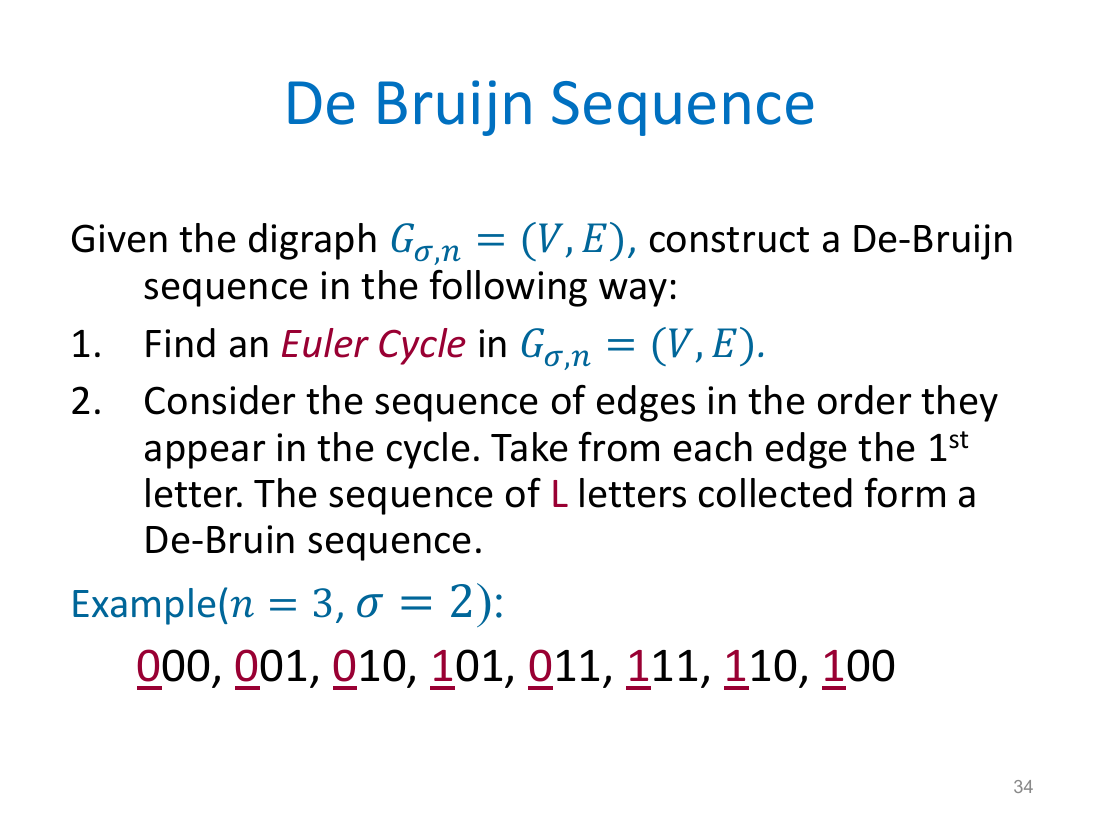 De Bruijn Sequence
Given the digraph 𝐺𝜎,𝑛 = (𝑉, 𝐸), construct a De-Bruijn
sequence in the following way:
1. Find an Euler Cycle in 𝐺𝜎,𝑛 = (𝑉, 𝐸).
2. Consider the sequence of edges in the order they
appear in the cycle. Take from each edge the 1st
letter. The sequence of L letters collected form a
De-Bruin sequence.
Example(𝑛 = 3, 𝜎 = 2):
000, 001, 010, 101, 011, 111, 110, 100
34